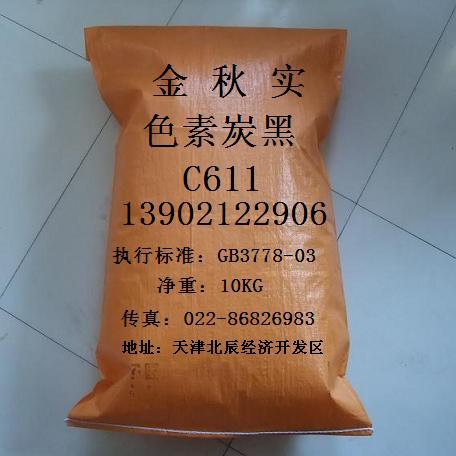 金秋实
色素炭黑
C611
13902122906
执行标准：GB3778-03
净重：10KG
传真：022-86826983
地址：天津北辰经济开发区